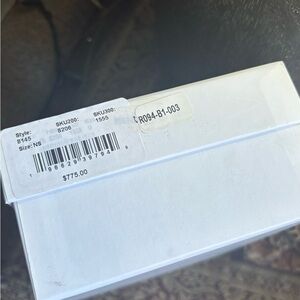 Style: SKU200: SKU300:
8145 8206 1555
Size: NS
$775.00
R094-B1-003